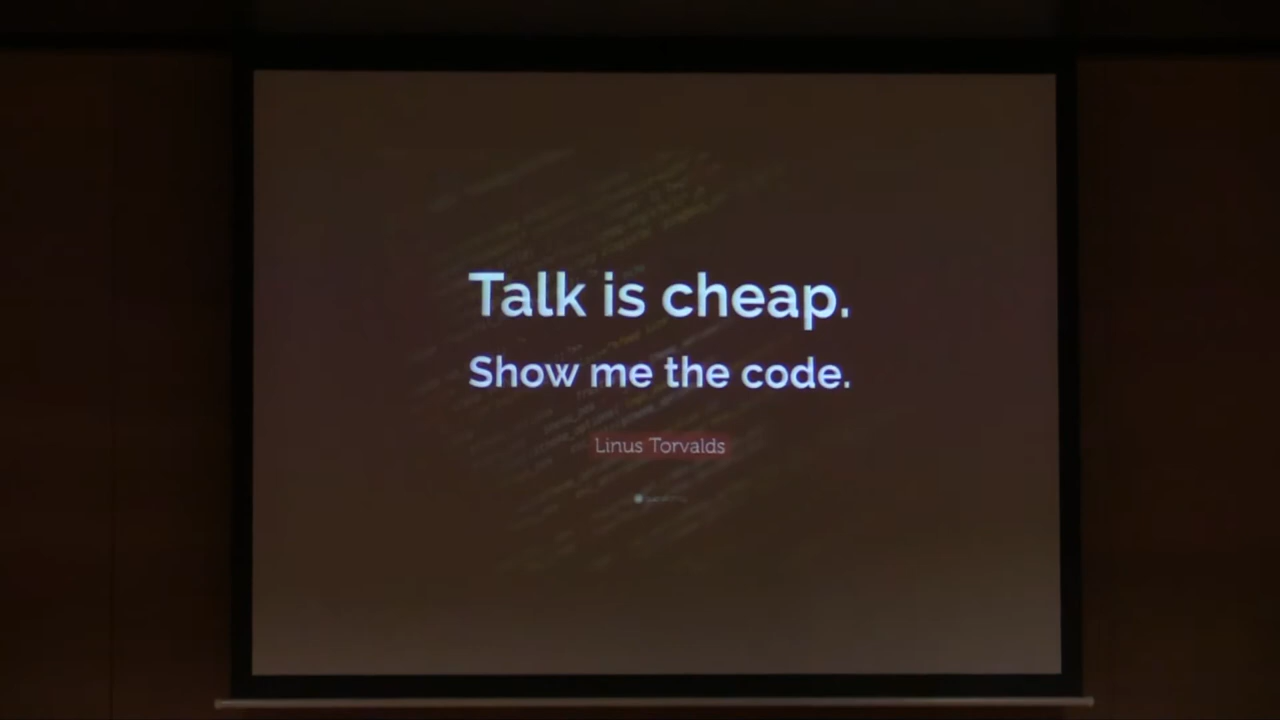 Talk is cheap.
Show me the code.
Linus Torvalds